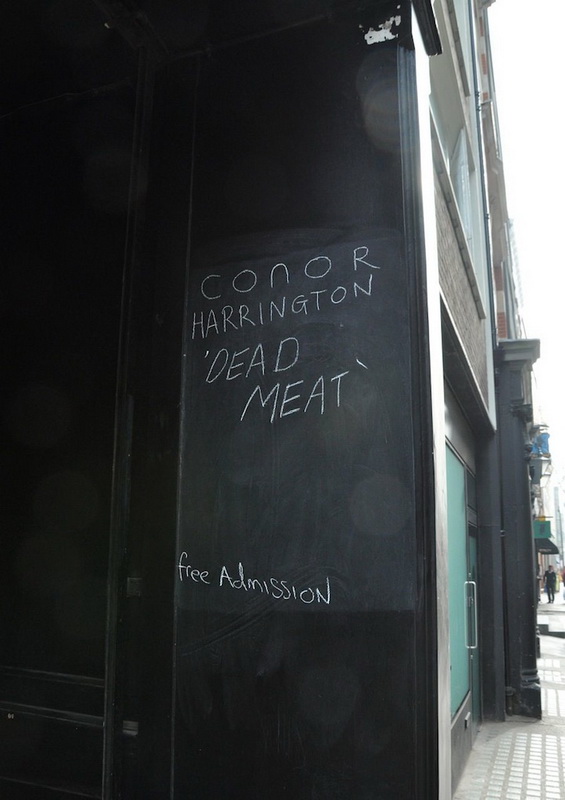 CONOR
HARRINGTON
'DEAD
MEAT'
free Admission